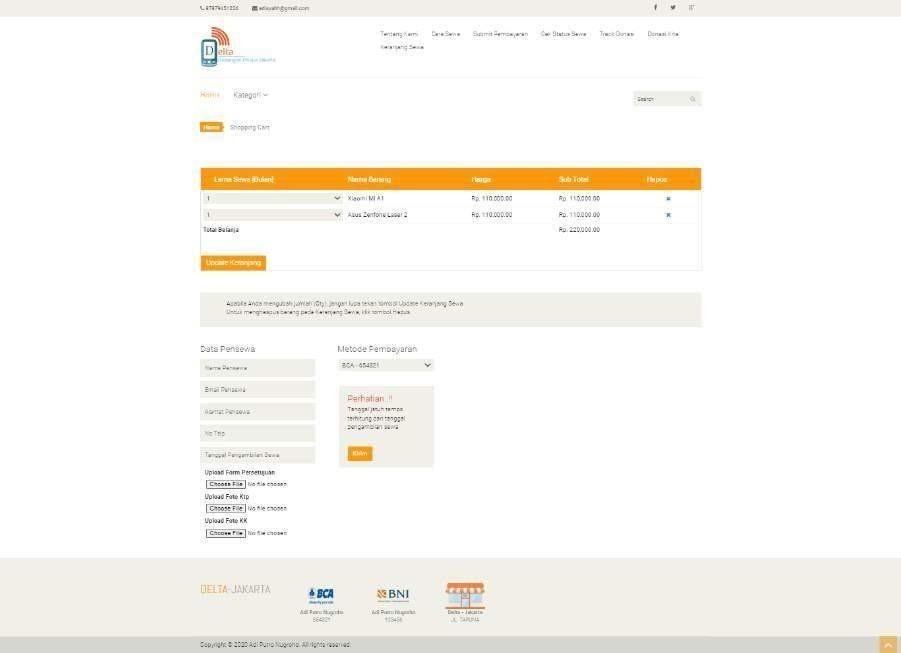 adisyaht@gmail.com
Delta
Tentang Kami Cara Sewa Submit Pembayaran Cek Status Sewa Track Donasi Donasi Kita
Keranjang Sewa
Home Kategori
Search
Home Shopping Cart
Lama Sewa (Bulan) Nama Barang Harga Sub Total Hapus
1 Xiaomi Mi A1 Rp. 110,000.00 Rp. 110,000.00
1 Asus Zenfone Laser 2 Rp. 110,000.00 Rp. 110,000.00
Total Belanja Rp. 220,000.00
Update Keranjang
Apabila Anda mengubah jumlah (Qty), jangan lupa tekan tombol Update Keranjang Sewa
Untuk menghapus barang pada Keranjang Sewa, klik tombol Hapus
Data Penyewa
Nama Penyewa
Email Penyewa
Alamat Penyewa
No Telp
Tanggal Pengambilan Sewa
Upload Form Persetujuan
Choose File No file chosen
Upload Foto Ktp
Choose File No file chosen
Upload Foto KK
Choose File No file chosen
Metode Pembayaran
BCA - 654321
Perhatian..!!
Tanggal jatuh tempo
terhitung dari tanggal
pengambilan sewa
Kirim
DELTA-JAKARTA
BCA
Adi Putro Nugroho
654321
BNI
Adi Putro Nugroho
123456
Delta - Jakarta
JL. TARUNA
Copyright © 2020 Adi Putro Nugroho. All rights reserved.